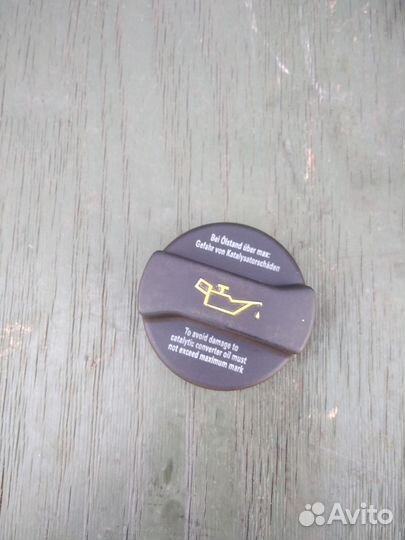 Bei Ölstand über max:
Gefahr von Katalysatorschäden
To avoid damage to
catalytic converter oil must
not exceed maximum mark
Avito